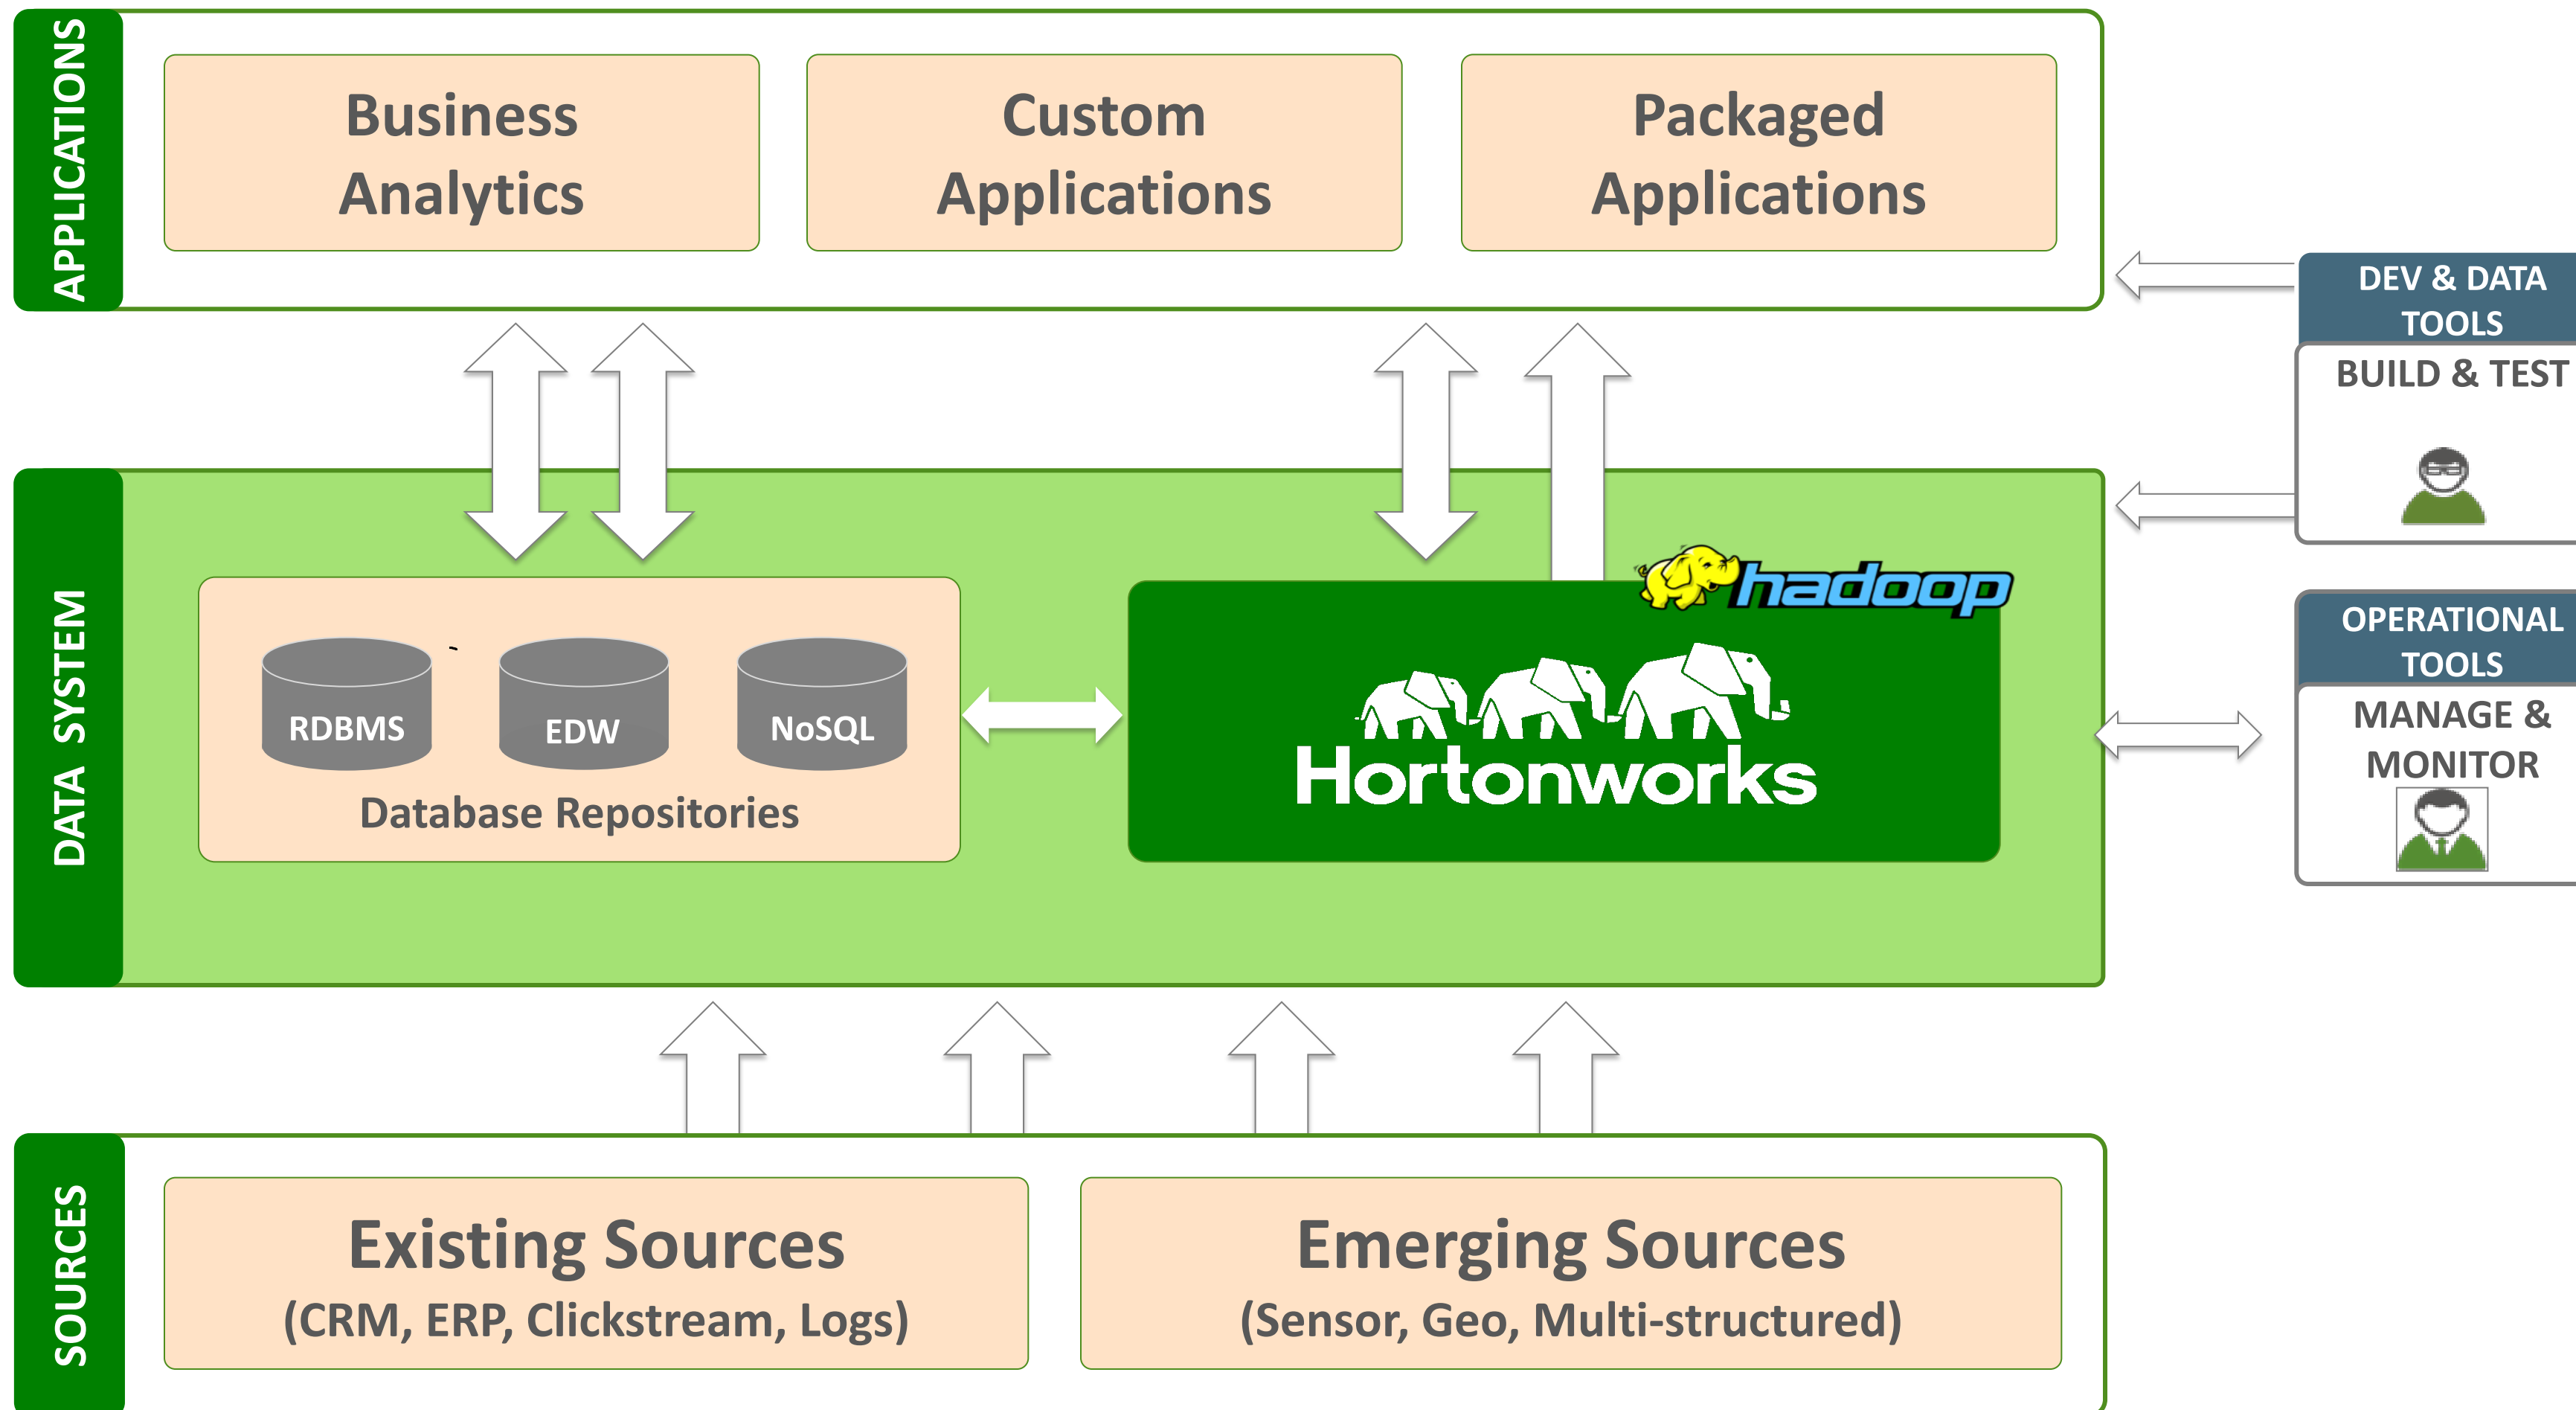 APPLICATIONS
Business
Analytics
Custom
Applications
Packaged
Applications
DEV & DATA
TOOLS
BUILD & TEST
DATA SYSTEM
RDBMS
EDW
NoSQL
Database Repositories
hadoop
Hortonworks
OPERATIONAL
TOOLS
MANAGE &
MONITOR
SOURCES
Existing Sources
(CRM, ERP, Clickstream, Logs)
Emerging Sources
(Sensor, Geo, Multi-structured)